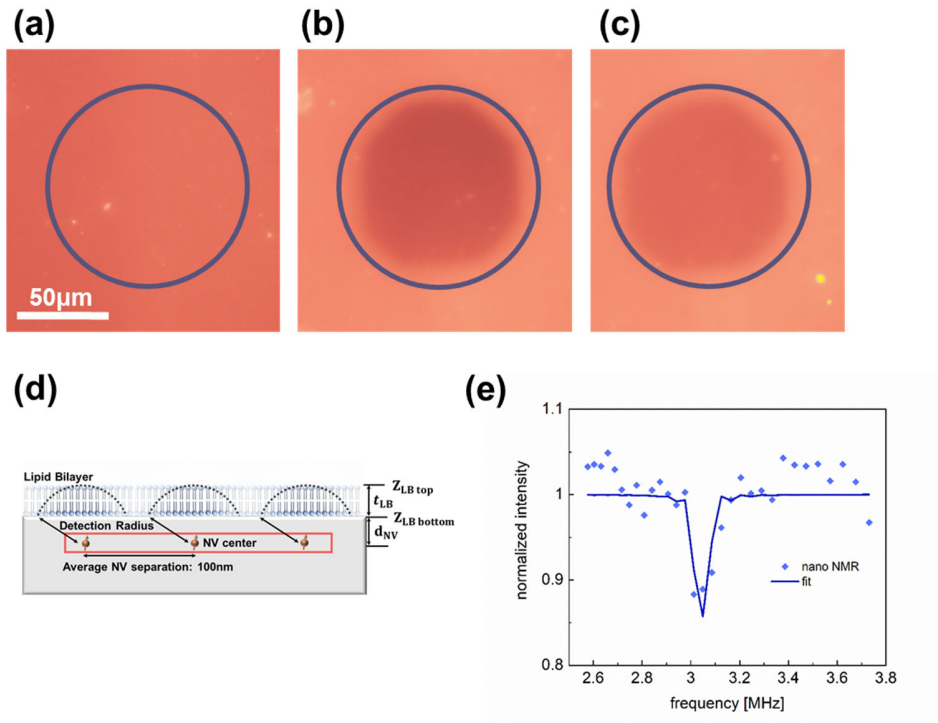 (a)
(b)
(c)
50µm
(d)
(e)
Lipid Bilayer
Z_LB top
t_LB
Z_LB bottom
Detection Radius
d_NV
NV center
Average NV separation: 100nm
1.1
1
0.9
0.8
normalized intensity
nano NMR
fit
2.6 2.8 3 3.2 3.4 3.6 3.8
frequency [MHz]